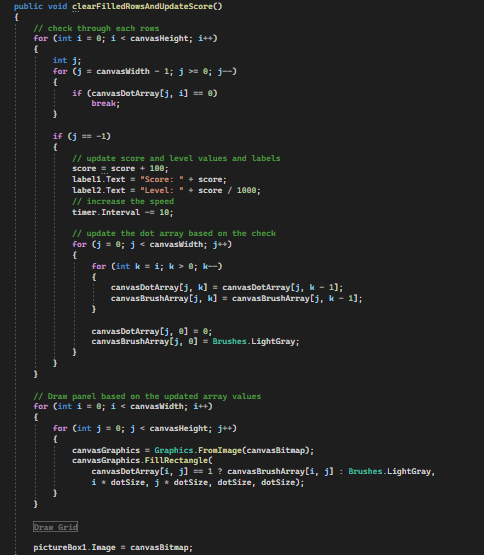 public void clearFilledRowsAndUpdateScore()
{
// check through each rows
for (int i = 0; i < canvasHeight; i++)
{
int j;
for (j = canvasWidth - 1; j >= 0; j--)
{
if (canvasDotArray[j, i] == 0)
break;
}
if (j == -1)
{
// update score and level values and labels
score = score + 100;
label1.Text = "Score: " + score;
label2.Text = "Level: " + score / 1000;
// increase the speed
timer.Interval -= 10;
// update the dot array based on the check
for (j = 0; j < canvasWidth; j++)
{
for (int k = i; k > 0; k--)
{
canvasDotArray[j, k] = canvasDotArray[j, k - 1];
canvasBrushArray[j, k] = canvasBrushArray[j, k - 1];
}
canvasDotArray[j, 0] = 0;
canvasBrushArray[j, 0] = Brushes.LightGray;
}
}
}
// Draw panel based on the updated array values
for (int i = 0; i < canvasWidth; i++)
{
for (int j = 0; j < canvasHeight; j++)
{
canvasGraphics = Graphics.FromImage(canvasBitmap);
canvasGraphics.FillRectangle(
canvasDotArray[i, j] == 1 ? canvasBrushArray[i, j] : Brushes.LightGray,
i * dotSize, j * dotSize, dotSize, dotSize);
}
}
Draw Grid
pictureBox1.Image = canvasBitmap;